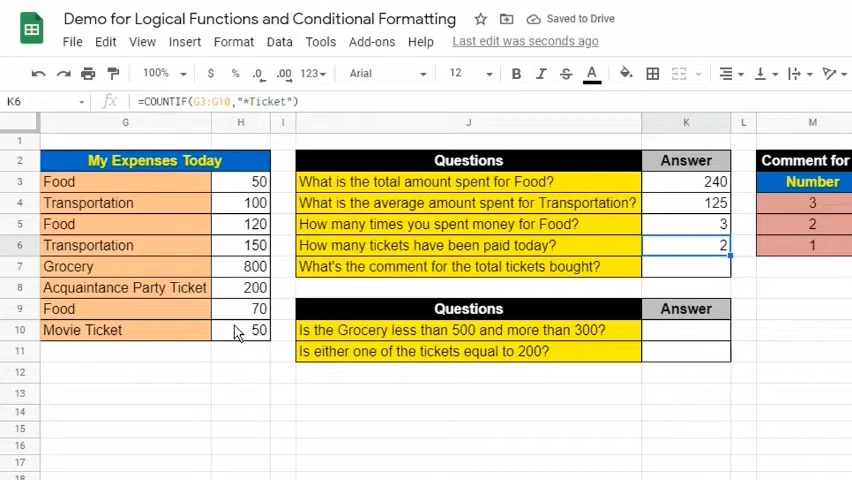 Demo for Logical Functions and Conditional Formatting
Saved to Drive
File Edit View Insert Format Data Tools Add-ons Help Last edit was seconds ago
100% $ % .0 .00 123 Arial 12 B I S A
K6 fx =COUNTIF(G3:G10,"*Ticket")
G H I J K L M
1
2 My Expenses Today Questions Answer Comment for
3 Food 50 What is the total amount spent for Food? 240 Number
4 Transportation 100 What is the average amount spent for Transportation? 125 3
5 Food 120 How many times you spent money for Food? 3 2
6 Transportation 150 How many tickets have been paid today? 2 1
7 Grocery 800 What's the comment for the total tickets bought?
8 Acquaintance Party Ticket 200
9 Food 70 Questions Answer
10 Movie Ticket 50 Is the Grocery less than 500 and more than 300?
11 Is either one of the tickets equal to 200?
12
13
14
15
16
17
18